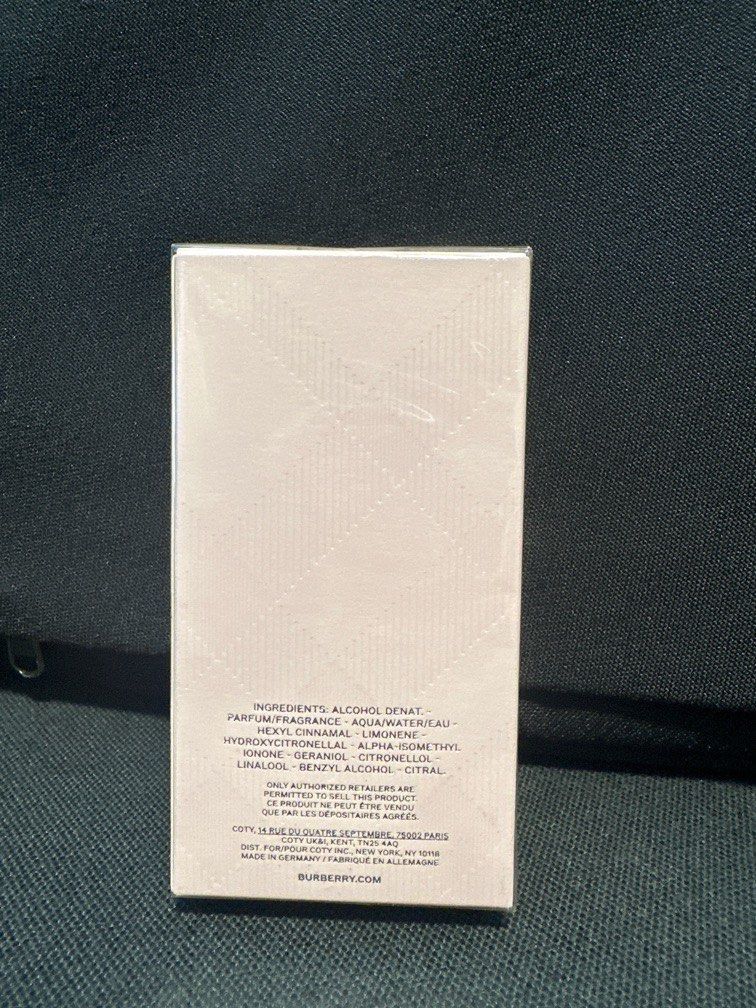 INGREDIENTS: ALCOHOL DENAT. -
PARFUM/FRAGRANCE - AQUA/WATER/EAU -
HEXYL CINNAMAL - LIMONENE -
HYDROXYCITRONELLAL - ALPHA-ISOMETHYL
IONONE - GERANIOL - CITRONELLOL -
LINALOOL - BENZYL ALCOHOL - CITRAL.
ONLY AUTHORIZED RETAILERS ARE
PERMITTED TO SELL THIS PRODUCT.
CE PRODUIT NE PEUT ÊTRE VENDU
QUE PAR LES DÉPOSITAIRES AGRÉÉS.
COTY, 14 RUE DU QUATRE SEPTEMBRE, 75002 PARIS
COTY UK&I, KENT, TN25 4AQ
DIST. FOR/POUR COTY INC., NEW YORK, NY 10118
MADE IN GERMANY / FABRIQUÉ EN ALLEMAGNE
BURBERRY.COM